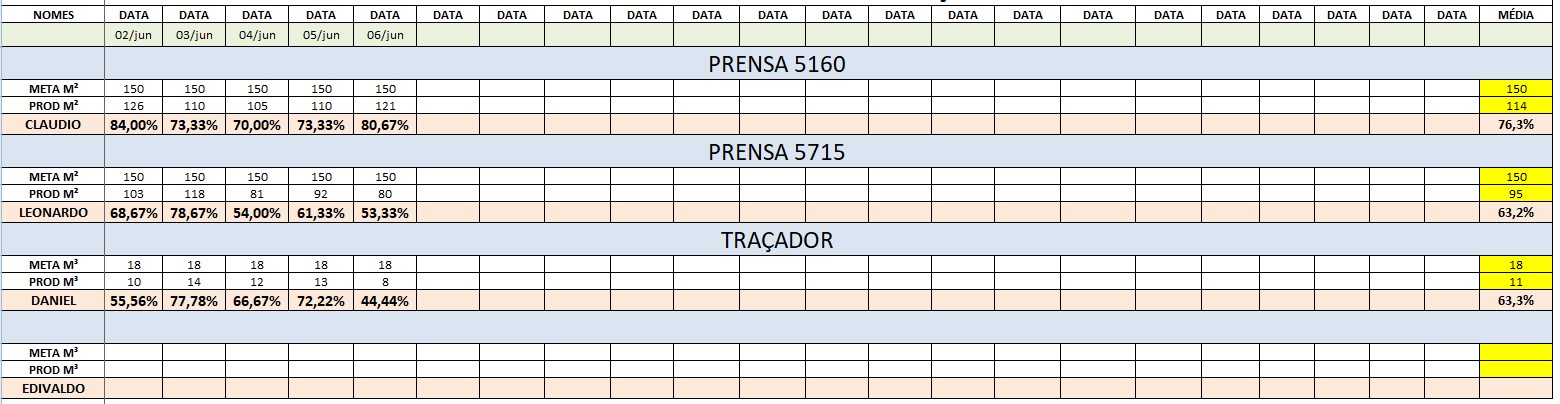 NOMES DATA DATA DATA DATA DATA DATA DATA DATA DATA DATA DATA DATA DATA DATA DATA DATA DATA DATA DATA DATA DATA MÉDIA
02/jun 03/jun 04/jun 05/jun 06/jun
PRENSA 5160
META M² 150 150 150 150 150 150
PROD M² 126 110 105 110 121 114
CLAUDIO 84,00% 73,33% 70,00% 73,33% 80,67% 76,3%
PRENSA 5715
META M² 150 150 150 150 150 150
PROD M² 103 118 81 92 80 95
LEONARDO 68,67% 78,67% 54,00% 61,33% 53,33% 63,2%
TRAÇADOR
META M³ 18 18 18 18 18 18
PROD M³ 10 14 12 13 8 11
DANIEL 55,56% 77,78% 66,67% 72,22% 44,44% 63,3%
META M³
PROD M³
EDIVALDO